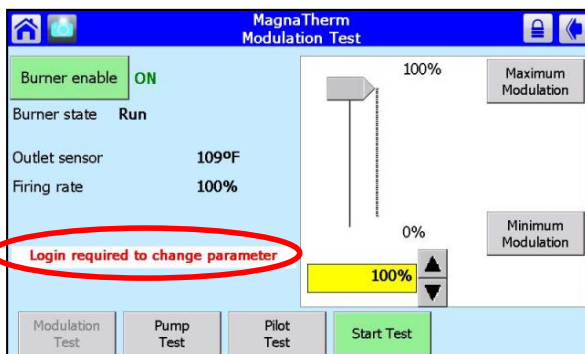 MagnaTherm
Modulation Test
Burner enable
ON
Burner state Run
Outlet sensor 109ºF
Firing rate 100%
Login required to change parameter
100%
0%
100%
Maximum
Modulation
Minimum
Modulation
Modulation
Test
Pump
Test
Pilot
Test
Start Test